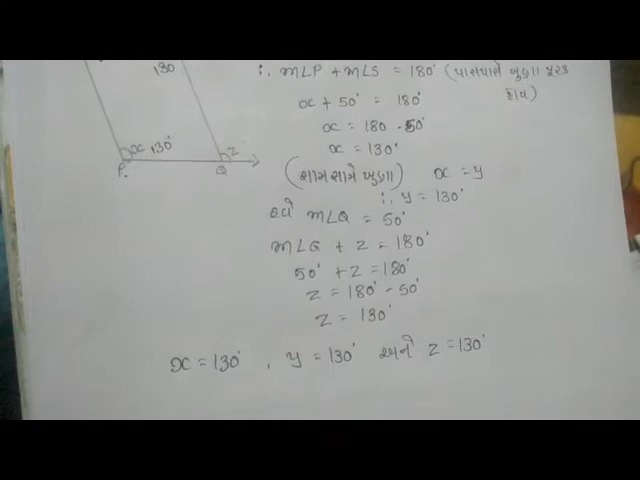 130
∴ m∠P + m∠S = 180° (પાસપાસે ખુણા પૂરક
હોય)
x + 50° = 180°
x = 180 - 50°
x = 130°
x 130°
z
P
Q
(સામસામે ખુણા) x = y
∴ y = 130°
હવે m∠Q = 50°
m∠Q + z = 180°
50° + z = 180°
z = 180° - 50°
z = 130°
x = 130° , y = 130° અને z = 130°